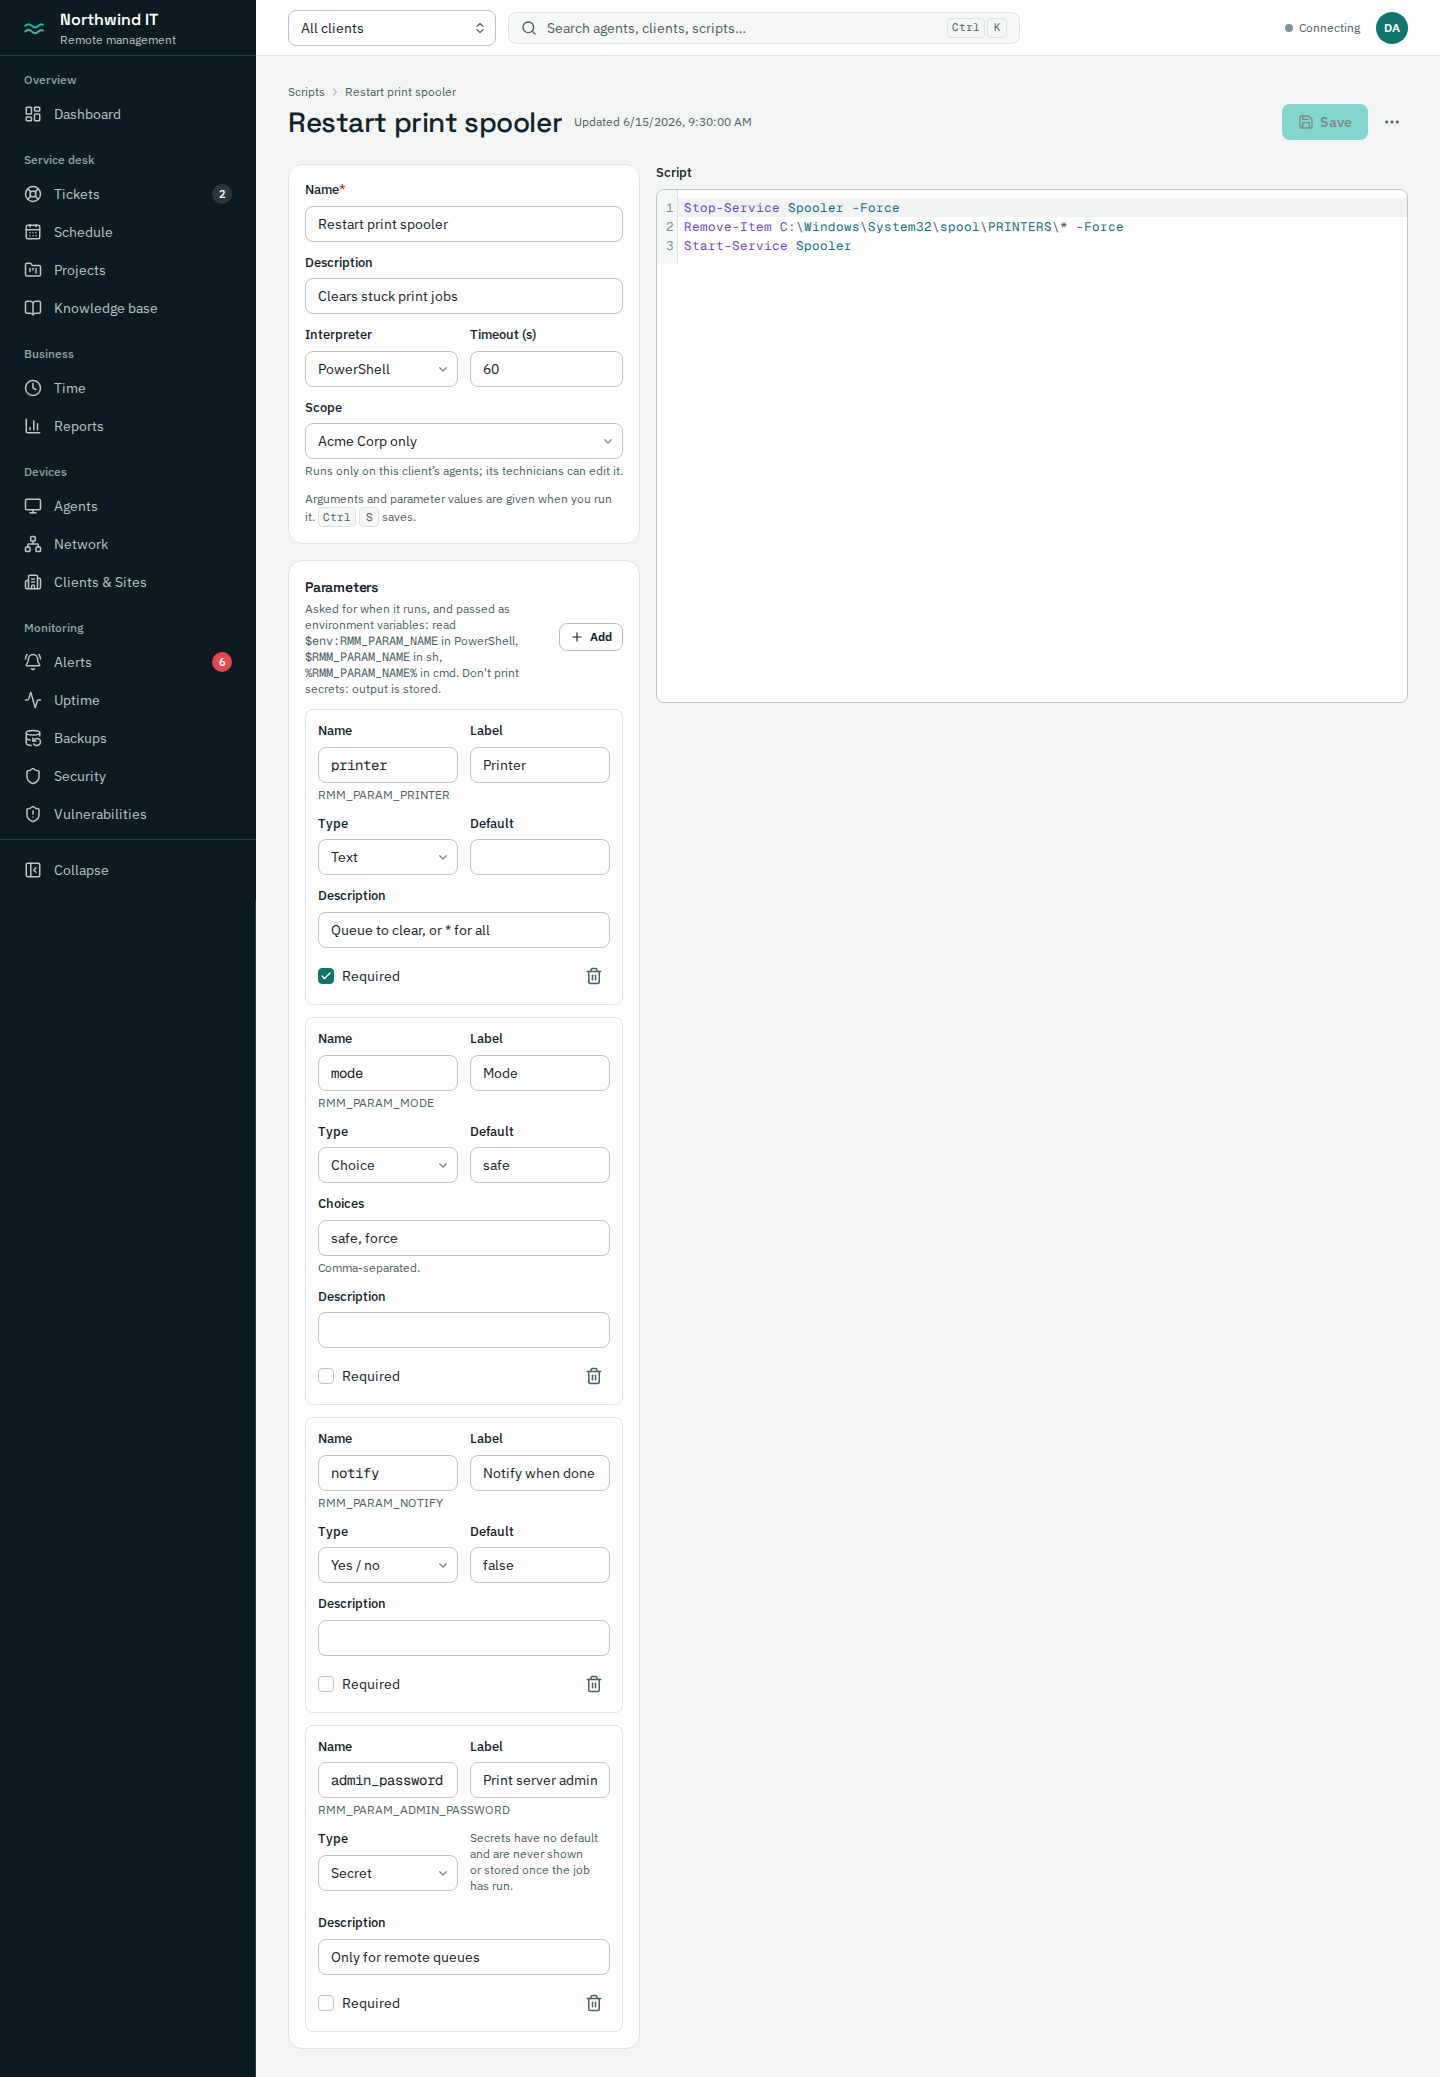 Northwind IT
Remote management
Overview
Dashboard
Service desk
Tickets
2
Schedule
Projects
Knowledge base
Business
Time
Reports
Devices
Agents
Network
Clients & Sites
Monitoring
Alerts
6
Uptime
Backups
Security
Vulnerabilities
Collapse
All clients
Search agents, clients, scripts...
Ctrl K
Connecting
DA
Scripts > Restart print spooler
Restart print spooler
Updated 6/15/2026, 9:30:00 AM
Save
Name*
Restart print spooler
Description
Clears stuck print jobs
Interpreter
Timeout (s)
PowerShell
60
Scope
Acme Corp only
Runs only on this client's agents; its technicians can edit it.
Arguments and parameter values are given when you run
it. Ctrl S saves.
Parameters
Asked for when it runs, and passed as
environment variables: read
$env:RMM_PARAM_NAME in PowerShell,
$RMM_PARAM_NAME in sh,
%RMM_PARAM_NAME% in cmd. Don't print
secrets: output is stored.
Add
Name
Label
printer
Printer
RMM_PARAM_PRINTER
Type
Default
Text
Description
Queue to clear, or * for all
Required
Name
Label
mode
Mode
RMM_PARAM_MODE
Type
Default
Choice
safe
Choices
safe, force
Comma-separated.
Description
Required
Name
Label
notify
Notify when done
RMM_PARAM_NOTIFY
Type
Default
Yes / no
false
Description
Required
Name
Label
admin_password
Print server admin
RMM_PARAM_ADMIN_PASSWORD
Type
Secret
Secrets have no default
and are never shown
or stored once the job
has run.
Description
Only for remote queues
Required
Script
1 Stop-Service Spooler -Force
2 Remove-Item C:\Windows\System32\spool\PRINTERS\* -Force
3 Start-Service Spooler